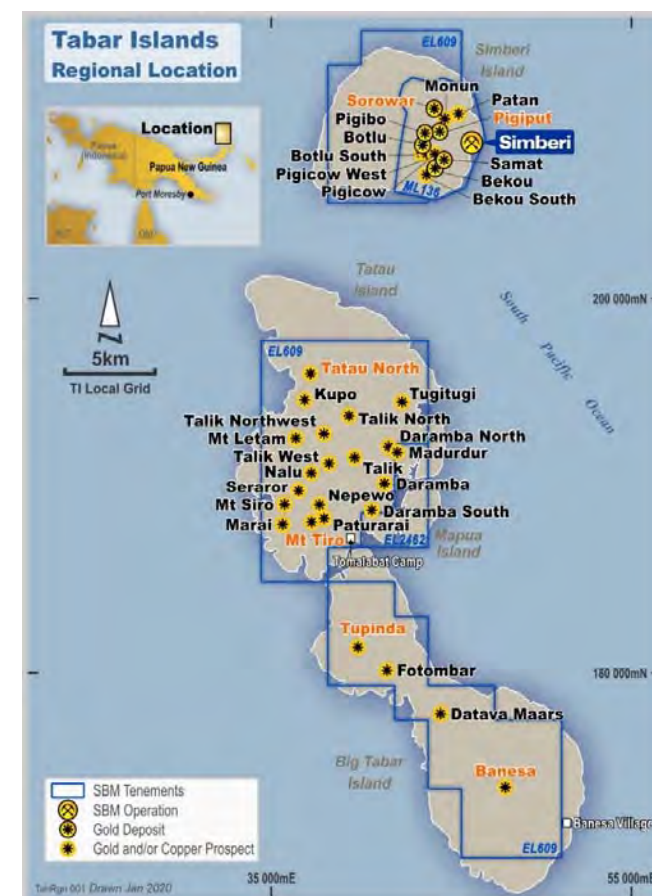 Tabar Islands
Regional Location
EL609
Simberi
Island
Monun
Sorowar
Patan
Pigibo
Pigiput
Botlu
Simberi
Botlu South
Samat
Pigicow West
Bekou
Pigicow
ML136
Bekou South
Location
Papua
(Indonesia)
Papua New Guinea
Port Moresby
Tatau
Island
N
5km
TI Local Grid
South Pacific Ocean
200 000mN
EL609
Tatau North
Kupo
Tugitugi
Talik Northwest
Talik North
Mt Letam
Daramba North
Talik West
Madurdur
Nalu
Talik
Seraror
Daramba
Mt Siro
Nepewo
Daramba South
Marai
Paturarai
Mt Tiro
EL2462
Mapua
Island
Tomalabat Camp
Tupinda
Fotombar
180 000mN
Datava Maars
Big Tabar
Island
Banesa
Banesa Village
EL609
SBM Tenements
SBM Operation
Gold Deposit
Gold and/or Copper Prospect
Drawn Jan 2020
35 000mE
55 000mE